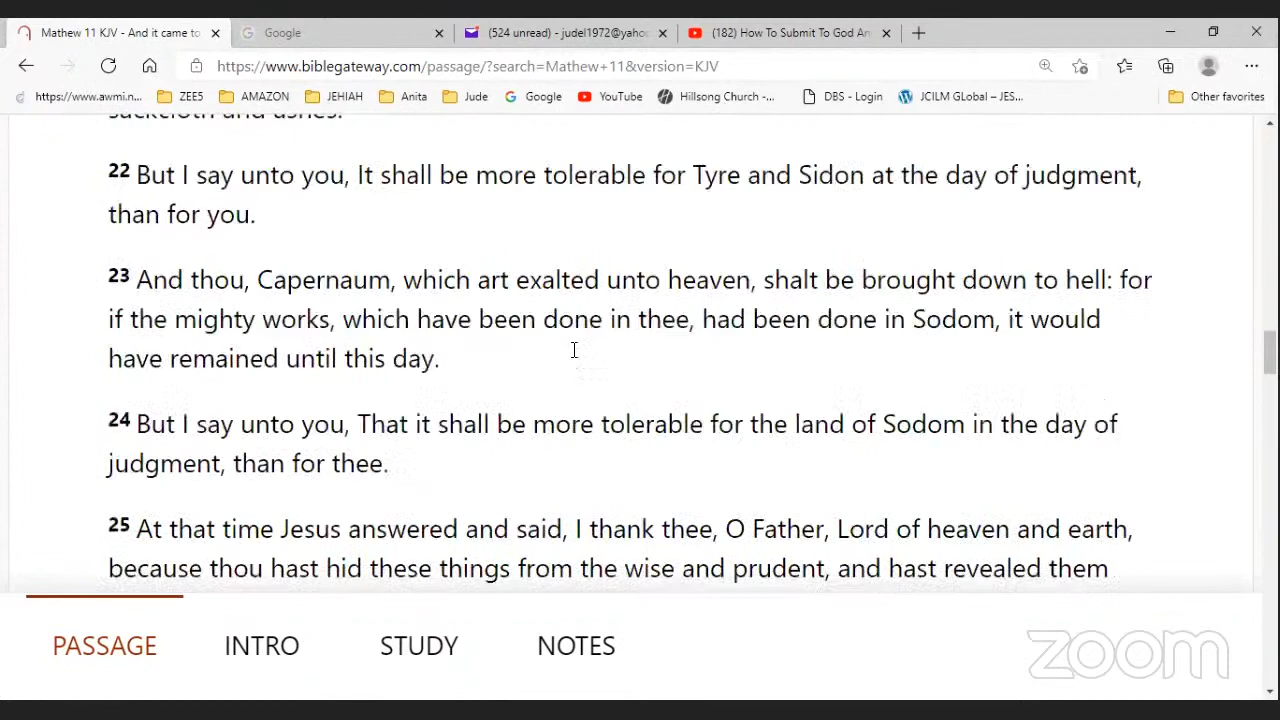 Mathew 11 KJV - And it came to
Google
(524 unread) - judel1972@yaho
(182) How To Submit To God An
https://www.biblegateway.com/passage/?search=Mathew+11&version=KJV
https://www.awmi.n... ZEE5 AMAZON JEHIAH Anita Jude Google YouTube Hillsong Church -... DBS - Login JCILM GLobal – JES... Other favorites
sackcloth and ashes.
22 But I say unto you, It shall be more tolerable for Tyre and Sidon at the day of judgment,
than for you.
23 And thou, Capernaum, which art exalted unto heaven, shalt be brought down to hell: for
if the mighty works, which have been done in thee, had been done in Sodom, it would
have remained until this day.
24 But I say unto you, That it shall be more tolerable for the land of Sodom in the day of
judgment, than for thee.
25 At that time Jesus answered and said, I thank thee, O Father, Lord of heaven and earth,
because thou hast hid these things from the wise and prudent, and hast revealed them
PASSAGE INTRO STUDY NOTES
zoom